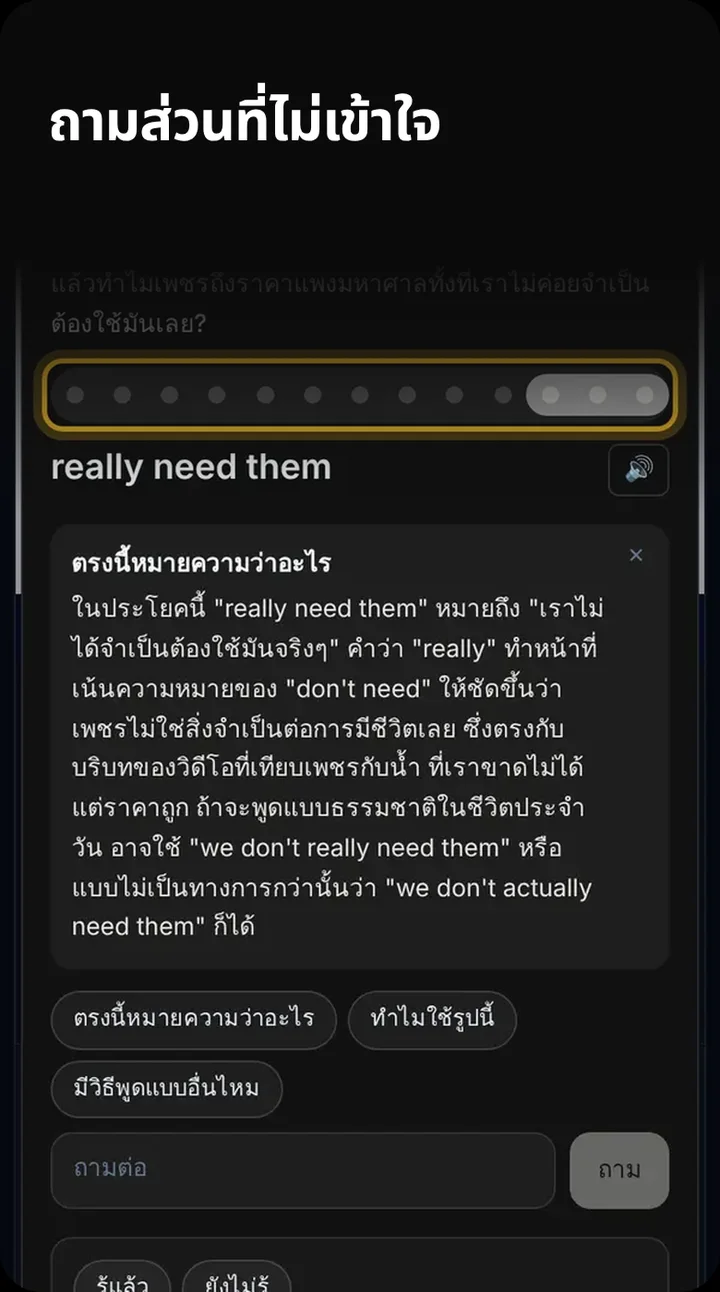 ถามส่วนที่ไม่เข้าใจ
แล้วทำไมเพชรถึงราคาแพงมหาศาลทั้งที่เราไม่ค่อยจำเป็น
ต้องใช้มันเลย?
really need them
ตรงนี้หมายความว่าอะไร
ในประโยคนี้ "really need them" หมายถึง "เราไม่
ได้จำเป็นต้องใช้มันจริงๆ" คำว่า "really" ทำหน้าที่
เน้นความหมายของ "don't need" ให้ชัดขึ้นว่า
เพชรไม่ใช่สิ่งจำเป็นต่อการมีชีวิตเลย ซึ่งตรงกับ
บริบทของวิดีโอที่เทียบเพชรกับน้ำ ที่เราขาดไม่ได้
แต่ราคาถูก ถ้าจะพูดแบบธรรมชาติในชีวิตประจำ
วัน อาจใช้ "we don't really need them" หรือ
แบบไม่เป็นทางการกว่านั้นว่า "we don't actually
need them" ก็ได้
ตรงนี้หมายความว่าอะไร
ทำไมใช้รูปนี้
มีวิธีพูดแบบอื่นไหม
ถามต่อ
ถาม
รู้แล้ว
ยังไม่รู้